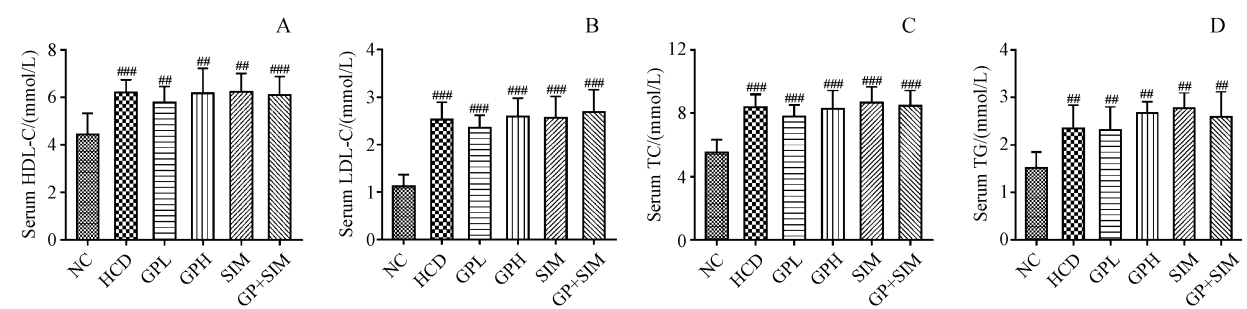 A
Serum HDL-C/(mmol/L)
8
6
4
2
0
###
##
##
##
###
NC
HCD
GPL
GPH
SIM
GP+SIM
B
Serum LDL-C/(mmol/L)
4
3
2
1
0
###
###
###
###
###
NC
HCD
GPL
GPH
SIM
GP+SIM
C
Serum TC/(mmol/L)
12
8
4
0
###
###
###
###
###
NC
HCD
GPL
GPH
SIM
GP+SIM
D
Serum TG/(mmol/L)
4
3
2
1
0
##
##
##
##
##
NC
HCD
GPL
GPH
SIM
GP+SIM